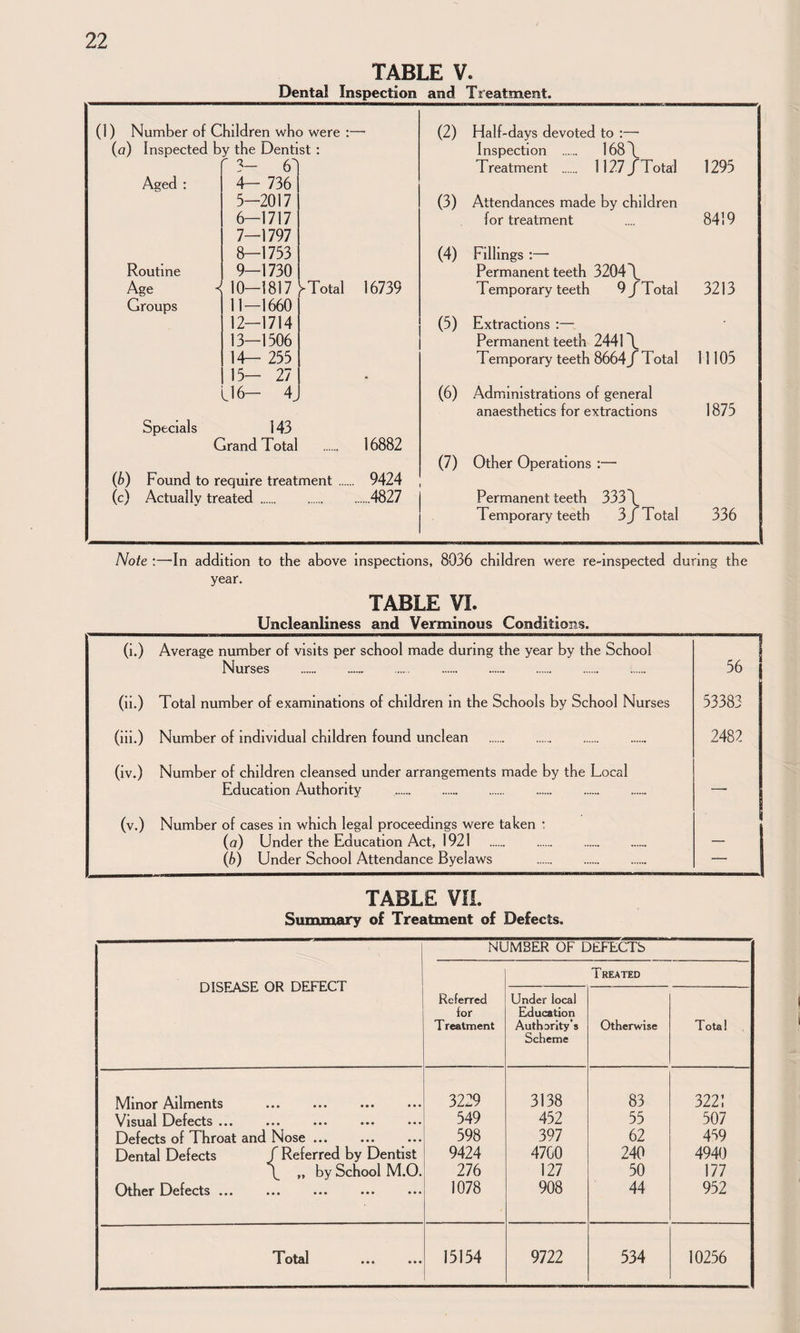 22
TABLE V.
Dental Inspection and Treatment.
(1) Number of Children who were :—
(a) Inspected by the Dentist :
3— 6
Aged : 4— 736
5—2017
6—1717
7—1797
8—1753
Routine 9—1730
Age 10—1817 Total 16739
Groups 11—1660
12—1714
13—1506
14— 255
15— 27
16— 4
Specials 143
Grand Total ...... 16882
(b) Found to require treatment ...... 9424
(c) Actually treated ...... ...... ......4827
(2) Half-days devoted to :—
Inspection ...... 168
Treatment ...... 1127 Total 1295
(3) Attendances made by children
for treatment .... 8419
(4) Fillings :—
Permanent teeth 3204
Temporary teeth 9 Total 3213
(5) Extractions :—
Permanent teeth 2441
Temporary teeth 8664 Total 11105
(6) Administrations of general
anaesthetics for extractions 1875
(7) Other Operations :—
Permanent teeth 333
Temporary teeth 3 Total 336
Note :—In addition to the above inspections, 8036 children were re-inspected during the
year.
TABLE VI.
Uncleanliness and Verminous Conditions.
(i.) Average number of visits per school made during the year by the School
Nurses ...... ...... ...... ...... ...... ...... ...... ...... 56
(ii.) Total number of examinations of children in the Schools by School Nurses 53383
(iii.) Number of individual children found unclean ...... ...... ...... ...... 2482
(iv.) Number of children cleansed under arrangements made by the Local
Education Authority ...... ...... ...... ...... ...... ...... —
(v.) Number of cases in which legal proceedings were taken :
(a) Under the Education Act, 1921 ...... ...... ...... ...... —
(b) Under School Attendance Byelaws ...... ...... ...... —
TABLE VII.
Summary of Treatment of Defects.
NUMBER OF DEFECTS
TREATED
DISEASE OR DEFECT
Referred for Treatment
Under local Education Authority's Scheme
Otherwise
Total
Minor Ailments ... ... ... ... 3229 3138 83 3221
Visual Defects ... ... ... ... ... 549 452 55 507
Defects of Throat and Nose ... ... ... 598 397 62 459
Dental Defects { Referred by Dentist 9424 4700 240 4940
{ „ by School M.O. 276 127 50 177
Other Defects ... ... ... ... ... 1078 908 44 952
Total ... ... 15154 9722 534 10256